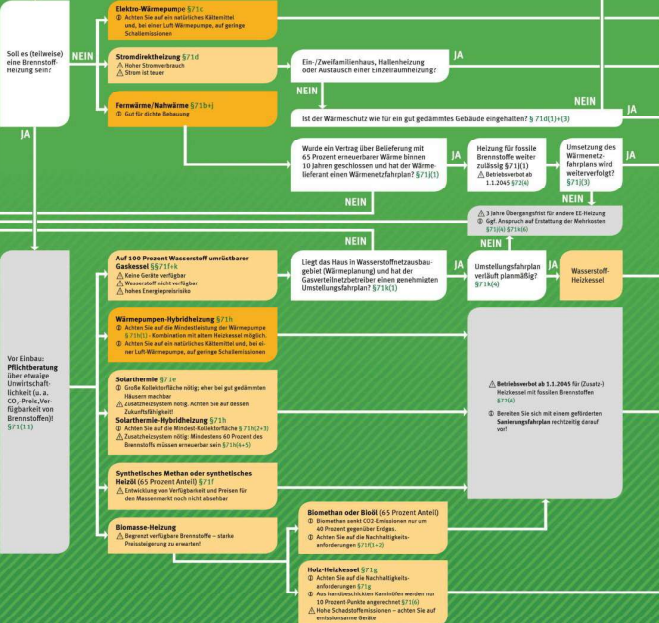 Elektro-Wärmepumpe §71c
Achten Sie auf ein natürliches Kältemittel
und, bei einer Luft-Wärmepumpe, auf geringe
Schallemissionen
Soll es (teilweise)
eine Brennstoff-
Heizung sein?
NEIN
JA
Stromdirektheizung §71d
Hoher Stromverbrauch
Strom ist teuer
Fernwärme/Nahwärme §71b+j
Gut für dichte Bebauung
Ein-/Zweifamilienhaus, Hallenheizung
oder Austausch einer Einzelraumheizung?
JA
NEIN
NEIN
Ist der Wärmeschutz wie für ein gut gedämmtes Gebäude eingehalten? § 71d(1)+(3)
JA
Wurde ein Vertrag über Belieferung mit
65 Prozent erneuerbarer Wärme binnen
10 Jahren geschlossen und hat der Wärme-
lieferant einen Wärmenetzfahrplan? §71j(1)
JA
NEIN
Heizung für fossile
Brennstoffe weiter
zulässig §71j(1)
Betriebsverbot ab
1.1.2045 §72(4)
JA
Umsetzung des
Wärmenetz-
fahrplans wird
weiterverfolgt?
§71j(3)
JA
NEIN
3 Jahre Übergangsfrist für andere EE-Heizung
Ggf. Anspruch auf Erstattung der Mehrkosten
§71j(4) §71k(6)
NEIN
NEIN
Auf 100 Prozent Wasserstoff umrüstbarer
Gaskessel §§71f+k
Keine Geräte verfügbar
Wasserstoff nicht verfügbar
hohes Energiepreisrisiko
Liegt das Haus in Wasserstoffnetzausbau-
gebiet (Wärmeplanung) und hat der
Gasverteilnetzbetreiber einen genehmigten
Umstellungsfahrplan? §71k(1)
JA
Umstellungsfahrplan
verläuft planmäßig?
§71k(4)
JA
Wasserstoff-
Heizkessel
Wärmepumpen-Hybridheizung §71h
Achten Sie auf die Mindestleistung der Wärmepumpe
§71h(1) - Kombination mit altem Heizkessel möglich.
Achten Sie auf ein natürliches Kältemittel und, bei ei-
ner Luft-Wärmepumpe, auf geringe Schallemissionen
Vor Einbau:
Pflichtberatung
über etwaige
Unwirtschaft-
lichkeit (u. a.
CO₂-Preis,Ver-
fügbarkeit von
Brennstoffen)!
§71(11)
Solarthermie §71e
Große Kollektorfläche nötig; eher bei gut gedämmten
Häusern machbar
Zusatzheizsystem nötig. Achten Sie auf dessen
Zukunftsfähigkeit!
Solarthermie-Hybridheizung §71h
Achten Sie auf die Mindest-Kollektorfläche §71h(2+3)
Zusatzheizsystem nötig: Mindestens 60 Prozent des
Brennstoffs müssen erneuerbar sein §71h(4+5)
Betriebsverbot ab 1.1.2045 für (Zusatz-)
Heizkessel mit fossilen Brennstoffen
Bereiten Sie sich mit einem geförderten
Sanierungsfahrplan rechtzeitig darauf
vor!
Synthetisches Methan oder synthetisches
Heizöl (65 Prozent Anteil) §71f
Entwicklung von Verfügbarkeit und Preisen für
den Massenmarkt noch nicht absehbar
Biomasse-Heizung
Begrenzt verfügbare Brennstoffe – starke
Preissteigerung zu erwarten!
Biomethan oder Bioöl (65 Prozent Anteil)
Biomethan senkt CO2-Emissionen nur um
40 Prozent gegenüber Erdgas.
Achten Sie auf die Nachhaltigkeits-
anforderungen §71f(1+2)
Holz-Heizkessel §71g
Achten Sie auf die Nachhaltigkeits-
anforderungen §71g
Aus handbeschickten Kaminöfen werden nur
10 Prozent-Punkte angerechnet §71(6)
Hohe Schadstoffemissionen – achten Sie auf
emissionsarme Geräte